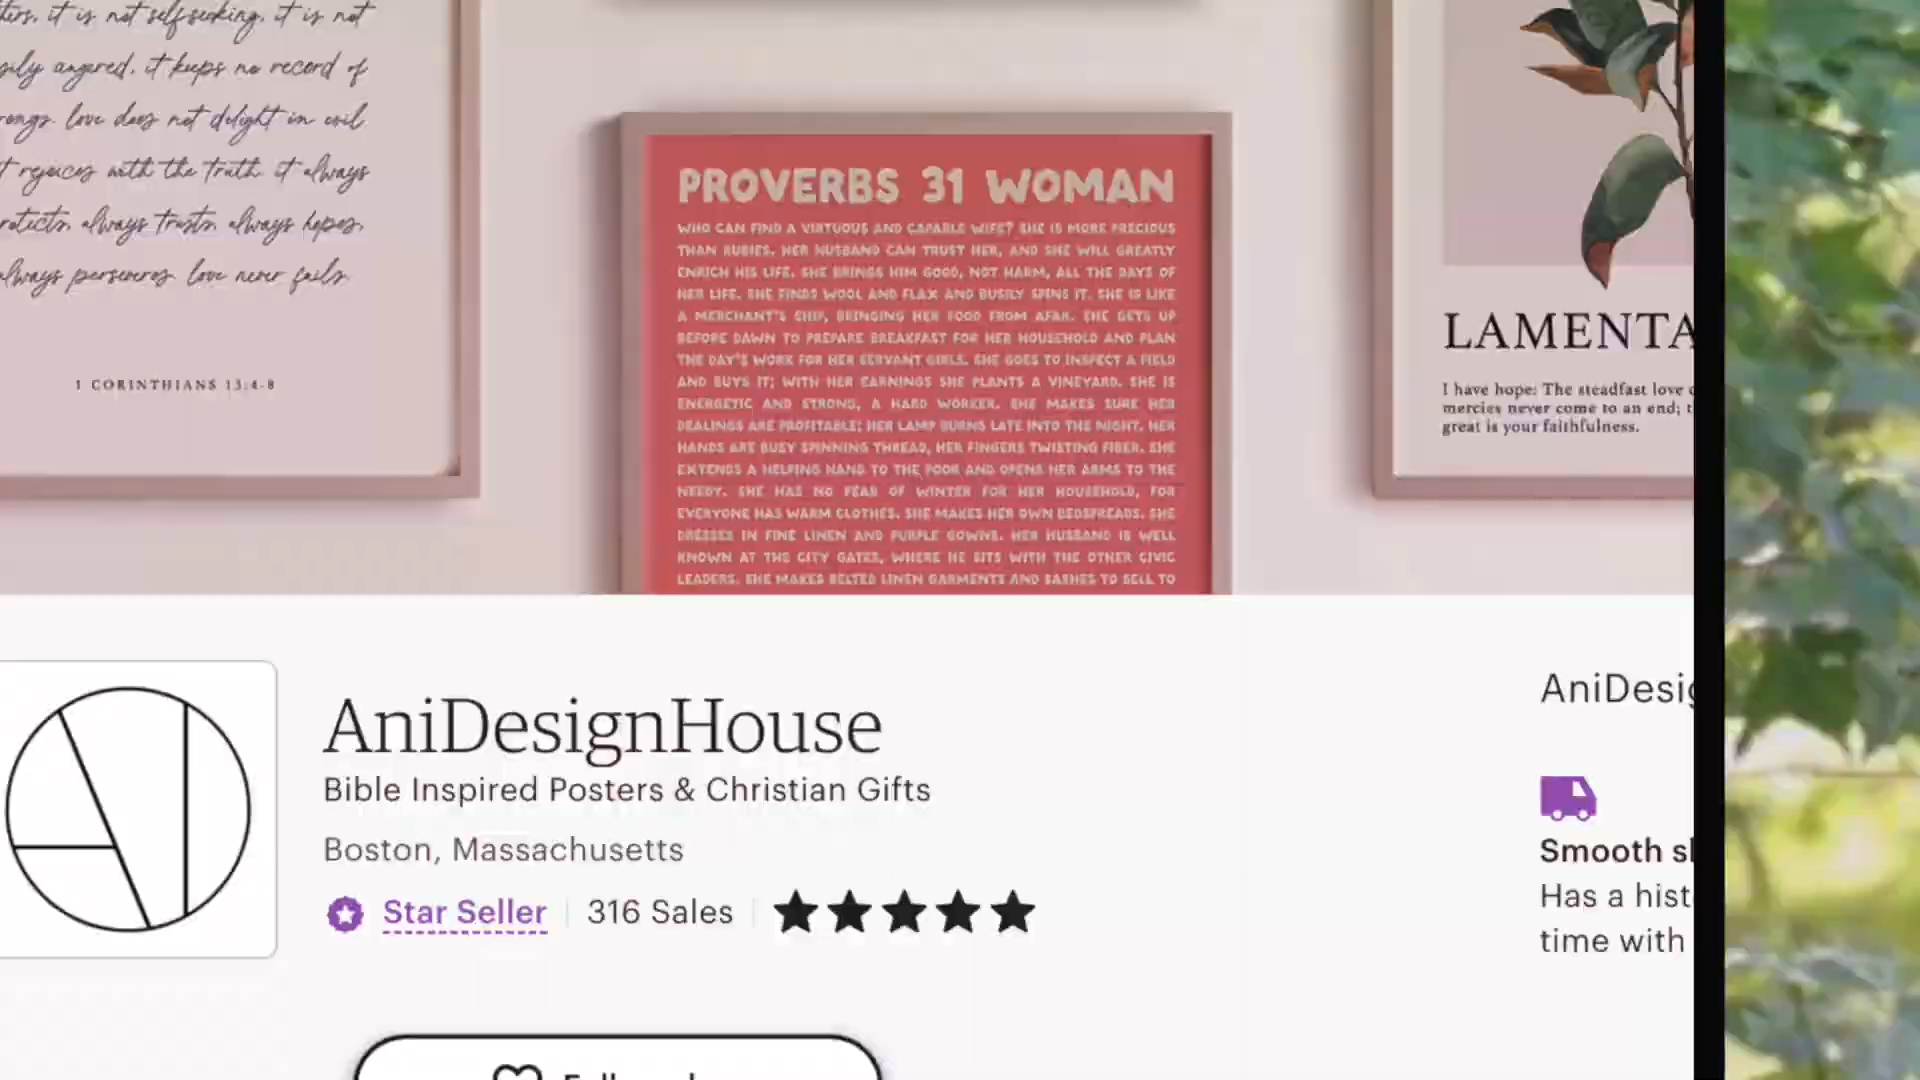 it is not self-seeking, it is not
angered, it keeps no record of
love does not delight in evil
rejoices with the truth. it always
always trusts, always hopes,
always perseveres. love never fails.
1 CORINTHIANS 13:4-8
PROVERBS 31 WOMAN
WHO CAN FIND A VIRTUOUS AND CAPABLE WIFE? SHE IS MORE PRECIOUS
THAN RUBIES. HER HUSBAND CAN TRUST HER, AND SHE WILL GREATLY
ENRICH HIS LIFE. SHE BRINGS HIM GOOD, NOT HARM, ALL THE DAYS OF
HER LIFE. SHE FINDS WOOL AND FLAX AND BUSILY SPINS IT. SHE IS LIKE
A MERCHANT'S SHIP, BRINGING HER FOOD FROM AFAR. SHE GETS UP
BEFORE DAWN TO PREPARE BREAKFAST FOR HER HOUSEHOLD AND PLAN
THE DAY'S WORK FOR HER SERVANT GIRLS. SHE GOES TO INSPECT A FIELD
AND BUYS IT; WITH HER EARNINGS SHE PLANTS A VINEYARD. SHE IS
ENERGETIC AND STRONG, A HARD WORKER. SHE MAKES SURE HER
DEALINGS ARE PROFITABLE; HER LAMP BURNS LATE INTO THE NIGHT. HER
HANDS ARE BUSY SPINNING THREAD, HER FINGERS TWISTING FIBER. SHE
EXTENDS A HELPING HAND TO THE POOR AND OPENS HER ARMS TO THE
NEEDY. SHE HAS NO FEAR OF WINTER FOR HER HOUSEHOLD, FOR
EVERYONE HAS WARM CLOTHES. SHE MAKES HER OWN BEDSPREADS. SHE
DRESSES IN FINE LINEN AND PURPLE GOWNS. HER HUSBAND IS WELL
KNOWN AT THE CITY GATES, WHERE HE SITS WITH THE OTHER CIVIC
LEADERS. SHE MAKES BELTED LINEN GARMENTS AND SASHES TO SELL TO
LAMENTA
I have hope: The steadfast love
mercies never come to an end;
great is your faithfulness.
AniDesignHouse
Bible Inspired Posters & Christian Gifts
Boston, Massachusetts
Star Seller
316 Sales
AniDesig
Smooth
Has a hist
time with